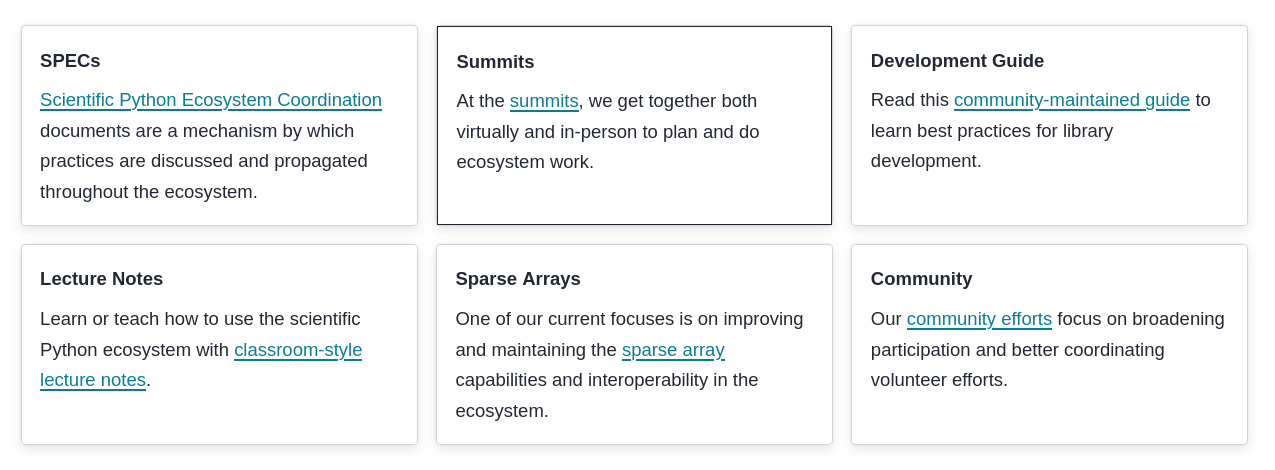 SPECs
Scientific Python Ecosystem Coordination
documents are a mechanism by which
practices are discussed and propagated
throughout the ecosystem.
Summits
At the summits, we get together both
virtually and in-person to plan and do
ecosystem work.
Development Guide
Read this community-maintained guide to
learn best practices for library
development.
Lecture Notes
Learn or teach how to use the scientific
Python ecosystem with classroom-style
lecture notes.
Sparse Arrays
One of our current focuses is on improving
and maintaining the sparse array
capabilities and interoperability in the
ecosystem.
Community
Our community efforts focus on broadening
participation and better coordinating
volunteer efforts.